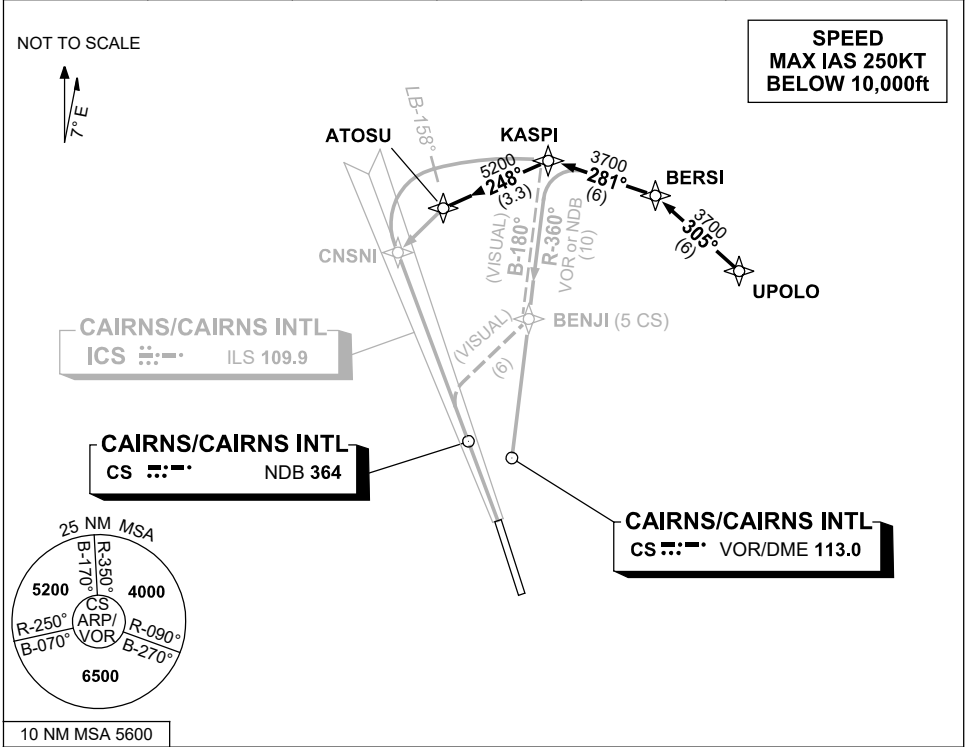 NOT TO SCALE
7° E
SPEED
MAX IAS 250KT
BELOW 10,000ft
LB-158°
ATOSU
KASPI
5200
248°
(3.3)
3700
281°
(6)
BERSI
3700
305°
(6)
UPOLO
CNSNI
(VISUAL)
B-180°
R-360°
VOR or NDB
(10)
BENJI (5 CS)
(VISUAL)
(6)
CAIRNS/CAIRNS INTL
ICS ILS 109.9
CAIRNS/CAIRNS INTL
CS NDB 364
CAIRNS/CAIRNS INTL
CS VOR/DME 113.0
25 NM MSA
B-170°
R-350°
5200
4000
CS
ARP/
VOR
R-250°
B-070°
R-090°
B-270°
6500
10 NM MSA 5600